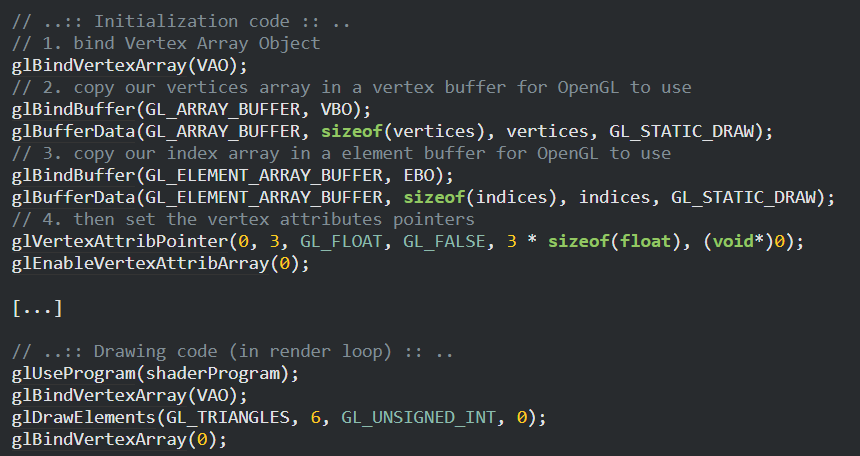 // ..:: Initialization code :: ..
// 1. bind Vertex Array Object
glBindVertexArray(VAO);
// 2. copy our vertices array in a vertex buffer for OpenGL to use
glBindBuffer(GL_ARRAY_BUFFER, VBO);
glBufferData(GL_ARRAY_BUFFER, sizeof(vertices), vertices, GL_STATIC_DRAW);
// 3. copy our index array in a element buffer for OpenGL to use
glBindBuffer(GL_ELEMENT_ARRAY_BUFFER, EBO);
glBufferData(GL_ELEMENT_ARRAY_BUFFER, sizeof(indices), indices, GL_STATIC_DRAW);
// 4. then set the vertex attributes pointers
glVertexAttribPointer(0, 3, GL_FLOAT, GL_FALSE, 3 * sizeof(float), (void*)0);
glEnableVertexAttribArray(0);

[...]

// ..:: Drawing code (in render loop) :: ..
glUseProgram(shaderProgram);
glBindVertexArray(VAO);
glDrawElements(GL_TRIANGLES, 6, GL_UNSIGNED_INT, 0);
glBindVertexArray(0);